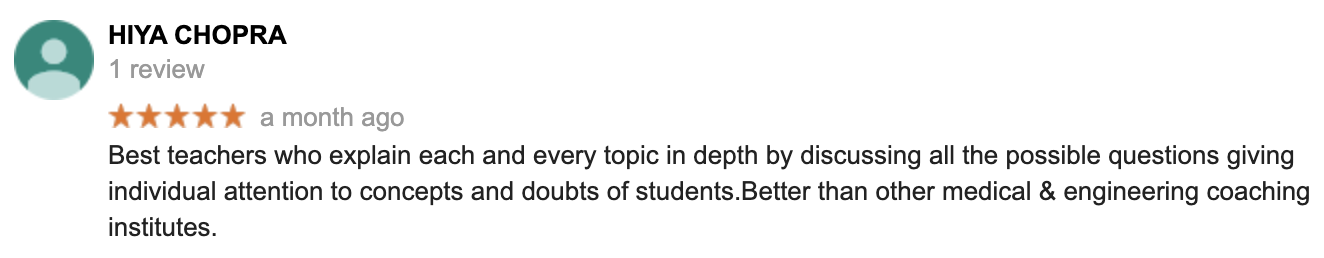 HIYA CHOPRA
1 review
a month ago
Best teachers who explain each and every topic in depth by discussing all the possible questions giving
individual attention to concepts and doubts of students.Better than other medical & engineering coaching
institutes.